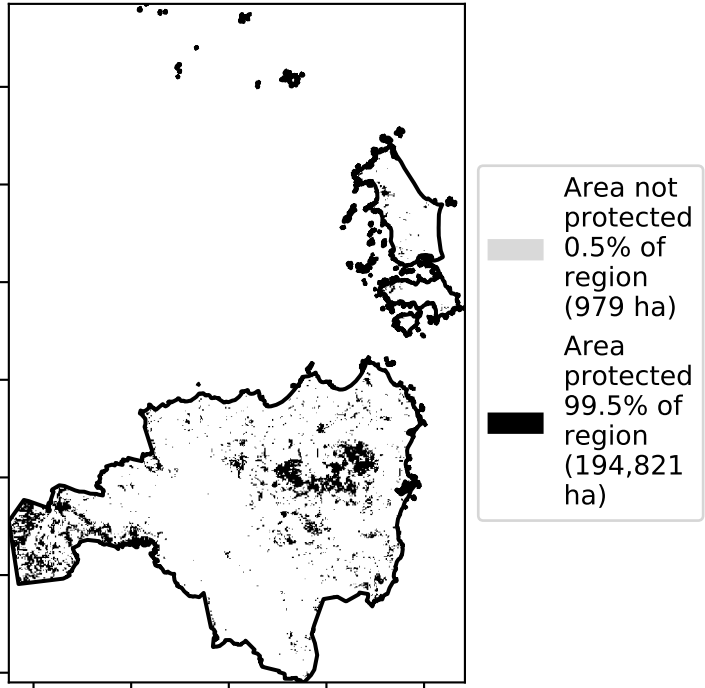 Area not
protected
0.5% of
region
(979 ha)
Area
protected
99.5% of
region
(194,821
ha)